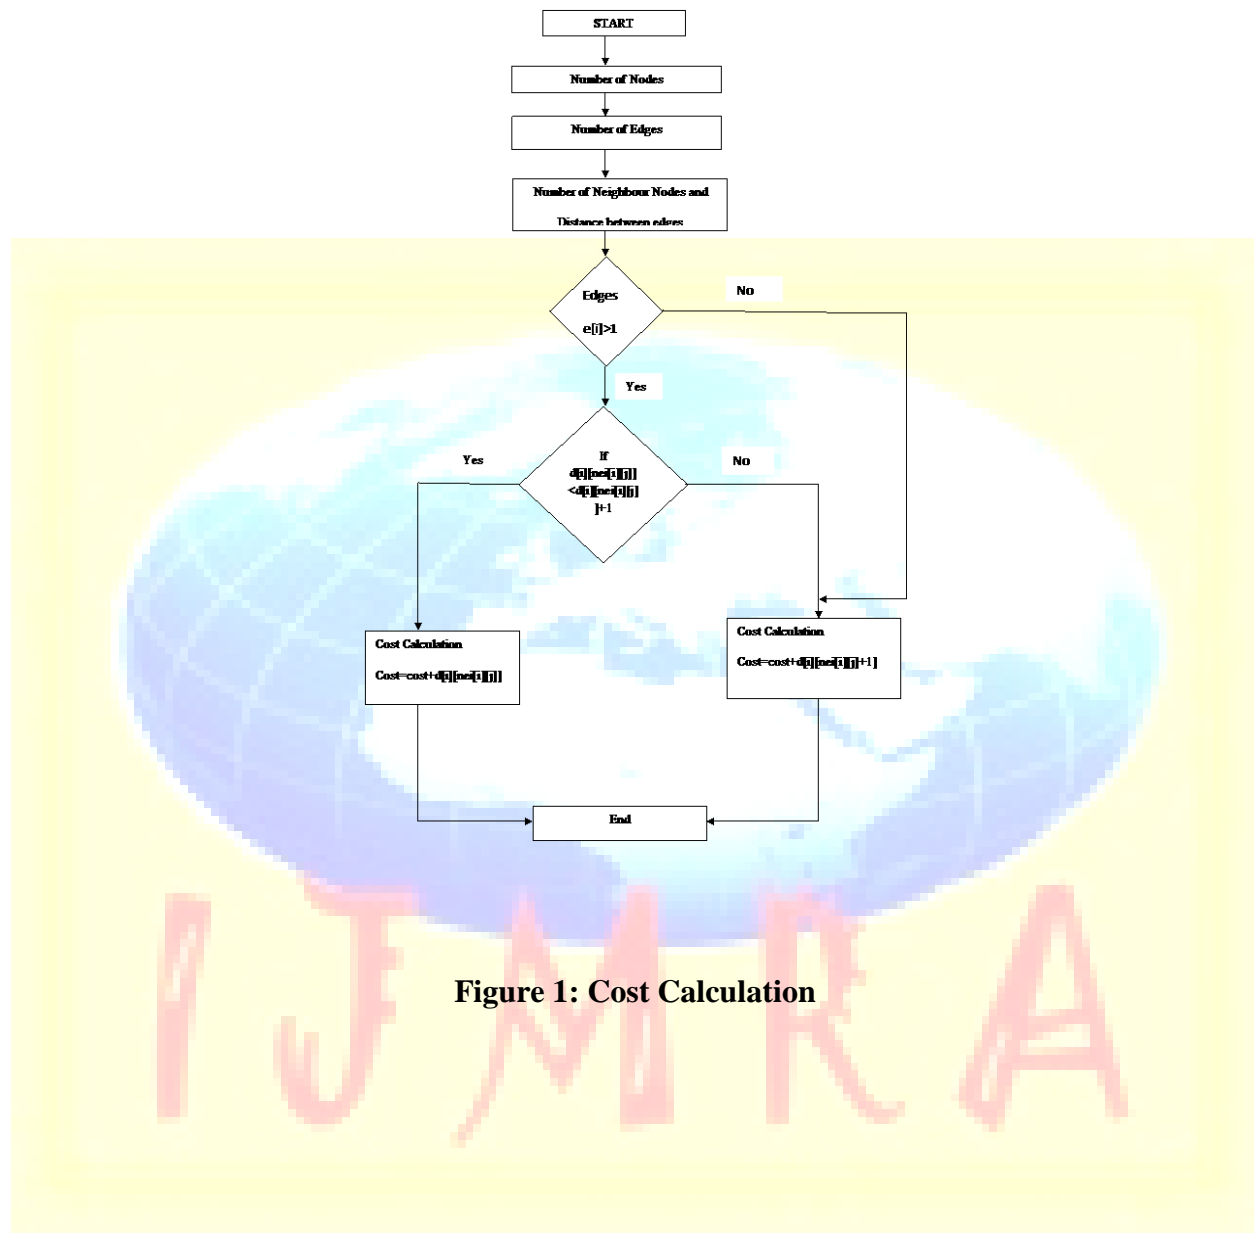 START
Number of Nodes
Number of Edges
Number of Neighbour Nodes and
Distance between edges
Edges
e[i]>1
No
Yes
If
d[i][nei[i][j]]
<d[i][nei[i][j]
]+1
Yes
No
Cost Calculation
Cost=cost+d[i][nei[i][j]]
Cost Calculation
Cost=cost+d[i][nei[i][j]+1]
End
Figure 1: Cost Calculation
IJMRA